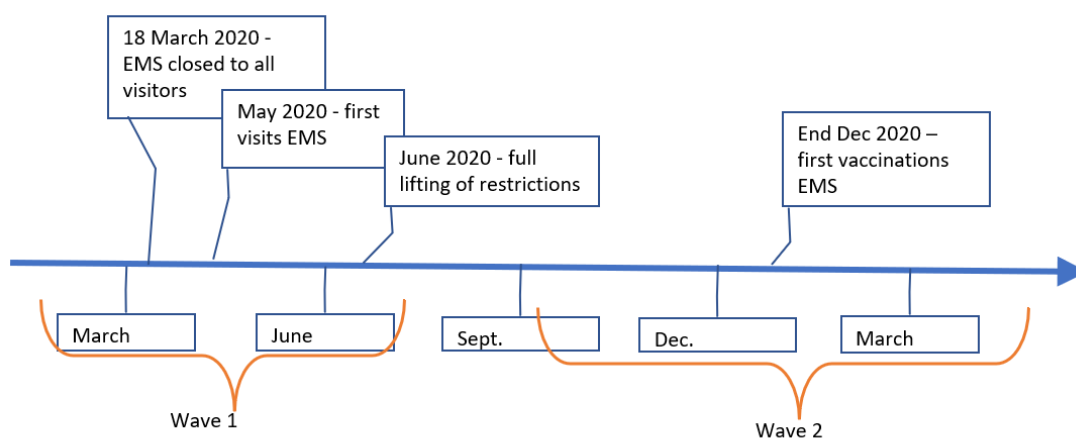 18 March 2020 -
EMS closed to all
visitors
May 2020 - first
visits EMS
June 2020 - full
lifting of restrictions
End Dec 2020 –
first vaccinations
EMS
March
June
Sept.
Dec.
March
Wave 1
Wave 2